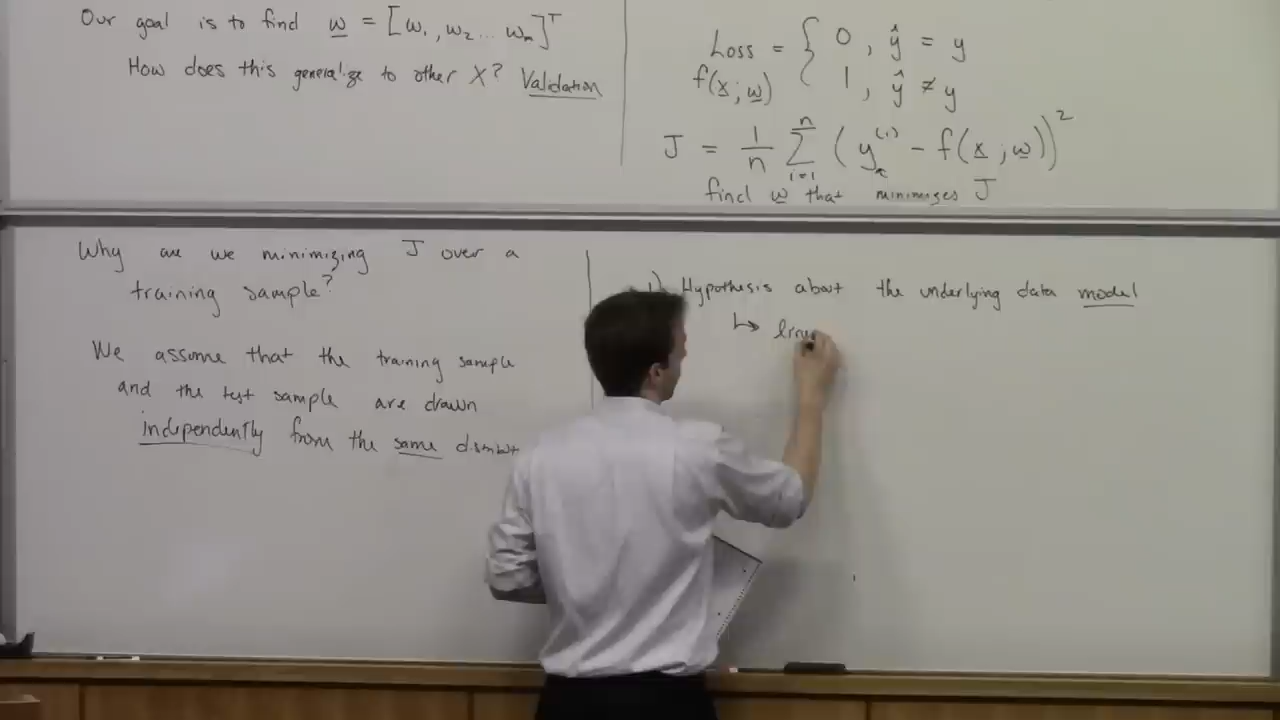 Our goal is to find w = [w₁, w₂ ... wₘ]ᵀ
How does this generalize to other X? Validation
Loss = { 0, ŷ = y
f(x; w) 1, ŷ ≠ y
J = 1/n Σ i=1 n (y⁽ⁱ⁾ - f(x; w))²
find w that minimizes J
Why are we minimizing J over a
training sample?
We assume that the training sample
and the test sample are drawn
independently from the same
1) Hypothesis about the underlying data model
↳